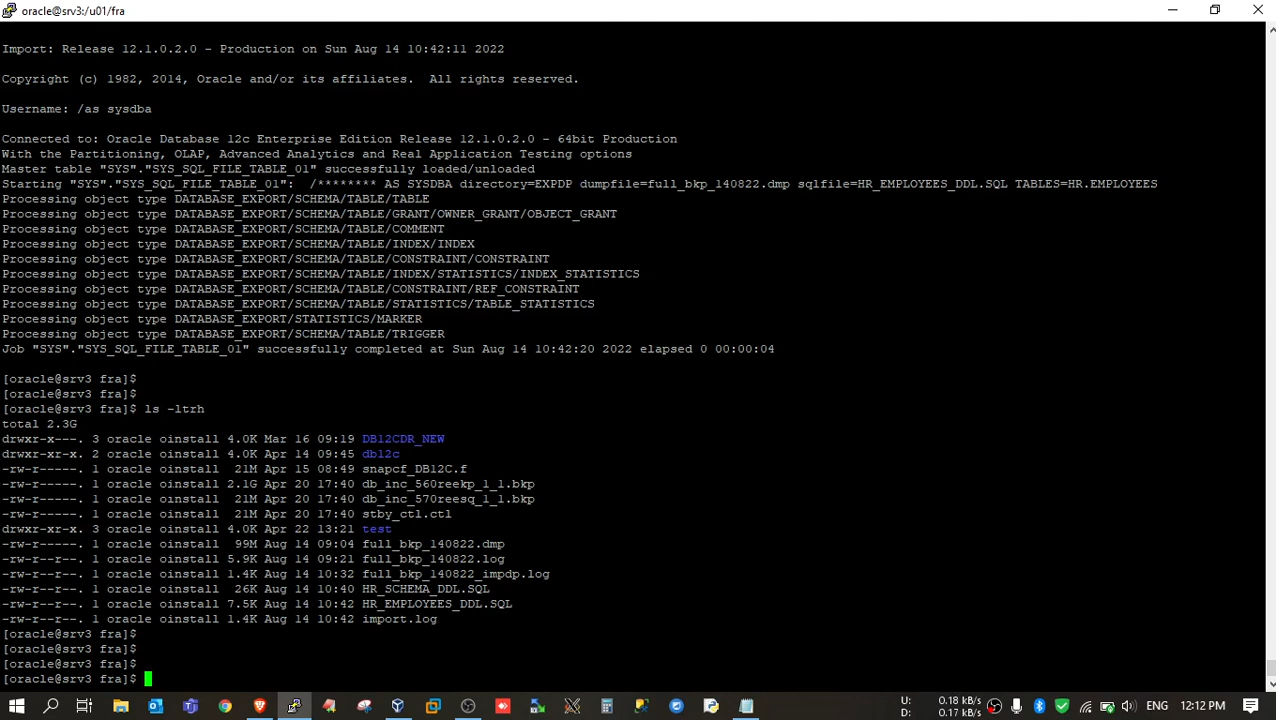 oracle@srv3:/u01/fra
Import: Release 12.1.0.2.0 - Production on Sun Aug 14 10:42:11 2022
Copyright (c) 1982, 2014, Oracle and/or its affiliates.  All rights reserved.
Username: /as sysdba
Connected to: Oracle Database 12c Enterprise Edition Release 12.1.0.2.0 - 64bit Production
With the Partitioning, OLAP, Advanced Analytics and Real Application Testing options
Master table "SYS"."SYS_SQL_FILE_TABLE_01" successfully loaded/unloaded
Starting "SYS"."SYS_SQL_FILE_TABLE_01":  /******** AS SYSDBA directory=EXPDP dumpfile=full_bkp_140822.dmp sqlfile=HR_EMPLOYEES_DDL.SQL TABLES=HR.EMPLOYEES
Processing object type DATABASE_EXPORT/SCHEMA/TABLE/TABLE
Processing object type DATABASE_EXPORT/SCHEMA/TABLE/GRANT/OWNER_GRANT/OBJECT_GRANT
Processing object type DATABASE_EXPORT/SCHEMA/TABLE/COMMENT
Processing object type DATABASE_EXPORT/SCHEMA/TABLE/INDEX/INDEX
Processing object type DATABASE_EXPORT/SCHEMA/TABLE/CONSTRAINT/CONSTRAINT
Processing object type DATABASE_EXPORT/SCHEMA/TABLE/INDEX/STATISTICS/INDEX_STATISTICS
Processing object type DATABASE_EXPORT/SCHEMA/TABLE/CONSTRAINT/REF_CONSTRAINT
Processing object type DATABASE_EXPORT/SCHEMA/TABLE/STATISTICS/TABLE_STATISTICS
Processing object type DATABASE_EXPORT/STATISTICS/MARKER
Processing object type DATABASE_EXPORT/SCHEMA/TABLE/TRIGGER
Job "SYS"."SYS_SQL_FILE_TABLE_01" successfully completed at Sun Aug 14 10:42:20 2022 elapsed 0 00:00:04
[oracle@srv3 fra]$
[oracle@srv3 fra]$
[oracle@srv3 fra]$ ls -ltrh
total 2.3G
drwxr-x---. 3 oracle oinstall 4.0K Mar 16 09:19 DB12CDR_NEW
drwxr-xr-x. 2 oracle oinstall 4.0K Apr 14 09:45 db12c
-rw-r-----. 1 oracle oinstall  21M Apr 15 08:49 snapcf_DB12C.f
-rw-r-----. 1 oracle oinstall 2.1G Apr 20 17:40 db_inc_560reekp_1_1.bkp
-rw-r-----. 1 oracle oinstall  21M Apr 20 17:40 db_inc_570reesq_1_1.bkp
-rw-r-----. 1 oracle oinstall  21M Apr 20 17:40 stby_ctl.ctl
drwxr-xr-x. 3 oracle oinstall 4.0K Apr 22 13:21 test
-rw-r-----. 1 oracle oinstall  99M Aug 14 09:04 full_bkp_140822.dmp
-rw-r--r--. 1 oracle oinstall 5.9K Aug 14 09:21 full_bkp_140822.log
-rw-r--r--. 1 oracle oinstall 1.4K Aug 14 10:32 full_bkp_140822_impdp.log
-rw-r--r--. 1 oracle oinstall  26K Aug 14 10:40 HR_SCHEMA_DDL.SQL
-rw-r--r--. 1 oracle oinstall 7.5K Aug 14 10:42 HR_EMPLOYEES_DDL.SQL
-rw-r--r--. 1 oracle oinstall 1.4K Aug 14 10:42 import.log
[oracle@srv3 fra]$
[oracle@srv3 fra]$
[oracle@srv3 fra]$
[oracle@srv3 fra]$
U: 0.18 kB/s
D: 0.17 kB/s
ENG
12:12 PM